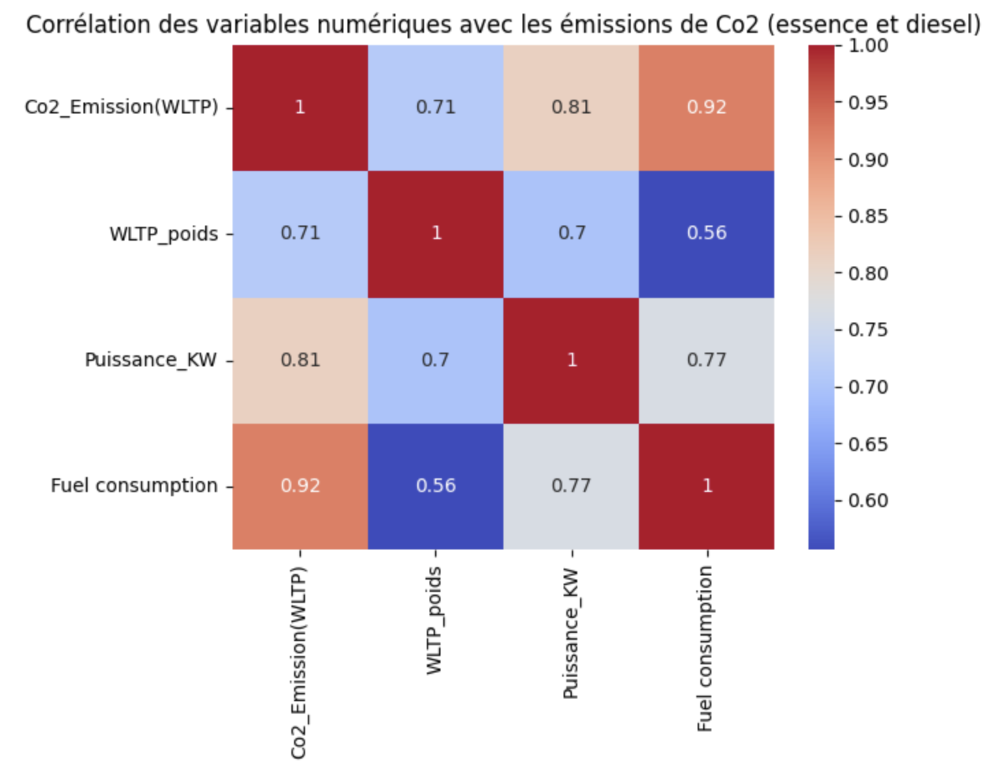 Corrélation des variables numériques avec les émissions de Co2 (essence et diesel)
Co2_Emission(WLTP) 1 0.71 0.81 0.92
WLTP_poids 0.71 1 0.7 0.56
Puissance_KW 0.81 0.7 1 0.77
Fuel consumption 0.92 0.56 0.77 1
Co2_Emission(WLTP)
WLTP_poids
Puissance_KW
Fuel consumption
1.00
0.95
0.90
0.85
0.80
0.75
0.70
0.65
0.60